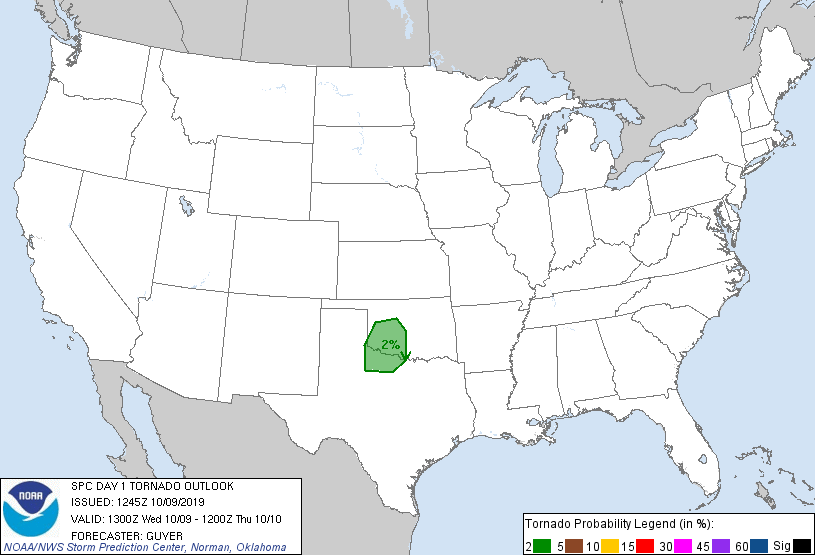 2%
NOAA
SPC DAY 1 TORNADO OUTLOOK
ISSUED: 1245Z 10/09/2019
VALID: 1300Z Wed 10/09 - 1200Z Thu 10/10
FORECASTER: GUYER
NOAA/NWS Storm Prediction Center, Norman, Oklahoma
Tornado Probability Legend (in %):
2 5 10 15 30 45 60 Sig